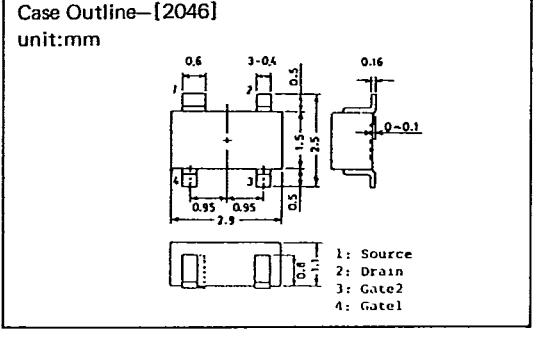 Case Outline—[2046]
unit:mm
0.6
3-0.4
0.16
1
2
0.5
1.5
2.5
0~0.1
4
3
0.95
0.95
0.5
2.9
0.8
1.1
1: Source
2: Drain
3: Gate2
4: Gate1